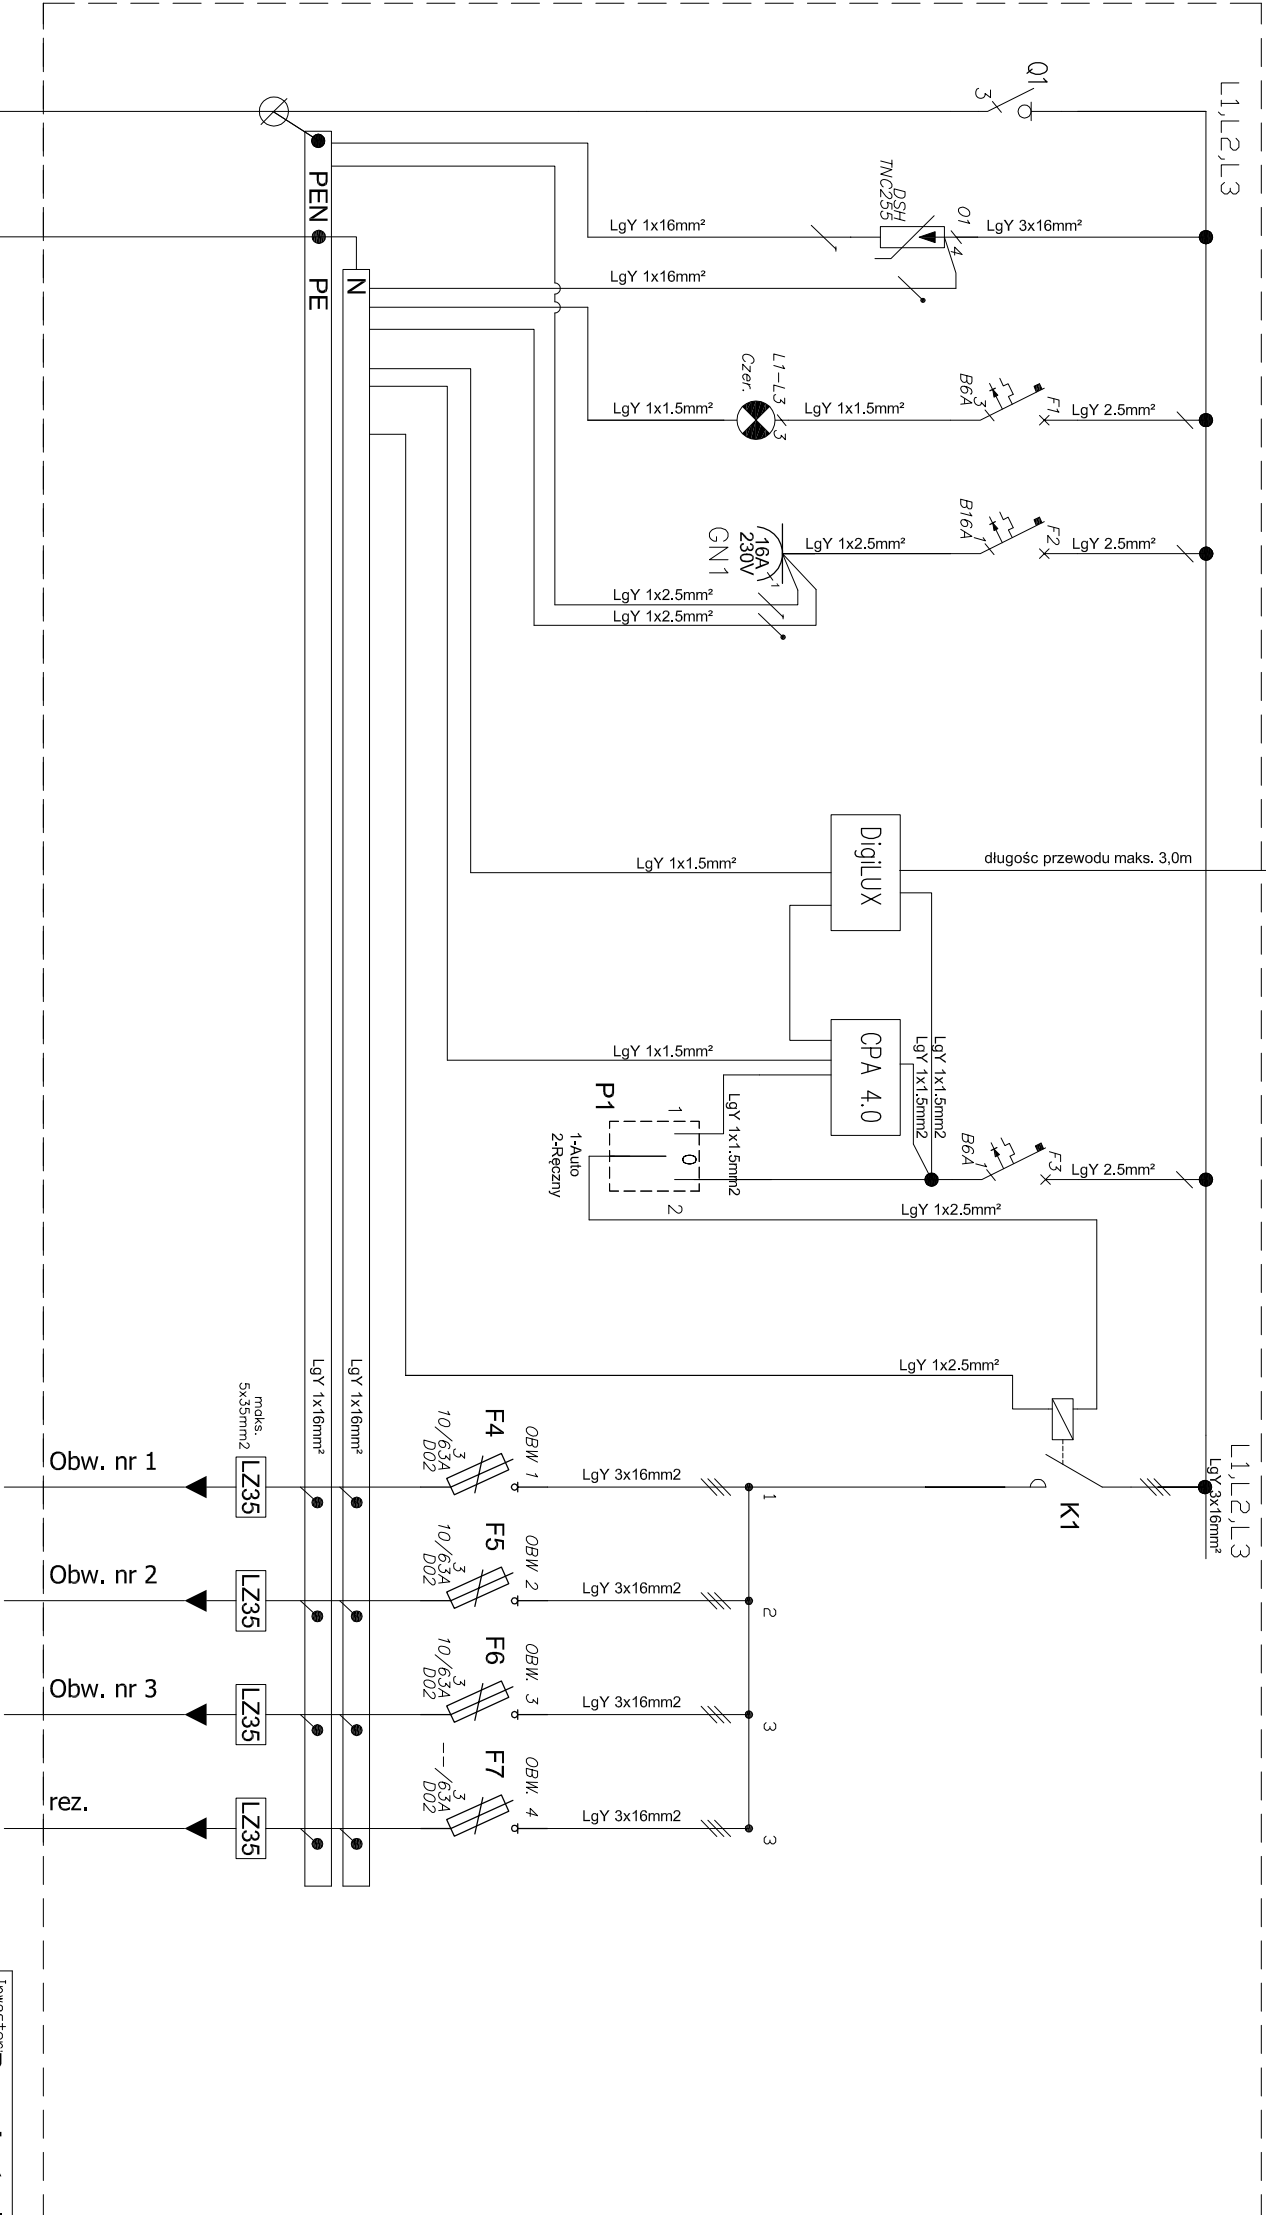 L1,L2,L3
Q1
3
DSH
TNC255
O1
4
LgY 3x16mm²
LgY 1x16mm²
LgY 1x16mm²
PEN
PE
N
L1-L3
Czer.
3
LgY 1x1.5mm²
LgY 1x1.5mm²
B6A
3
F1
LgY 2.5mm²
B16A
1
F2
LgY 2.5mm²
LgY 1x2.5mm²
16A
230V
1
GN1
LgY 1x2.5mm²
LgY 1x2.5mm²
DigiLUX
długośc przewodu maks. 3,0m
LgY 1x1.5mm²
CPA 4.0
LgY 1x1.5mm²
LgY 1x1.5mm2
LgY 1x1.5mm2
LgY 1x1.5mm2
P1
1
0
2
1-Auto
2-Ręczny
B6A
1
F3
LgY 2.5mm²
LgY 1x2.5mm²
LgY 1x2.5mm²
K1
L1,L2,L3
LgY 3x16mm²
LgY 1x16mm²
LgY 1x16mm²
maks.
5x35mm2
Obw. nr 1
LZ35
F4
3
10/63A
D02
OBW 1
LgY 3x16mm2
1
Obw. nr 2
LZ35
F5
3
10/63A
D02
OBW 2
LgY 3x16mm2
2
Obw. nr 3
LZ35
F6
3
10/63A
D02
OBW. 3
LgY 3x16mm2
3
rez.
LZ35
F7
3
--/63A
D02
OBW. 4
LgY 3x16mm2
3